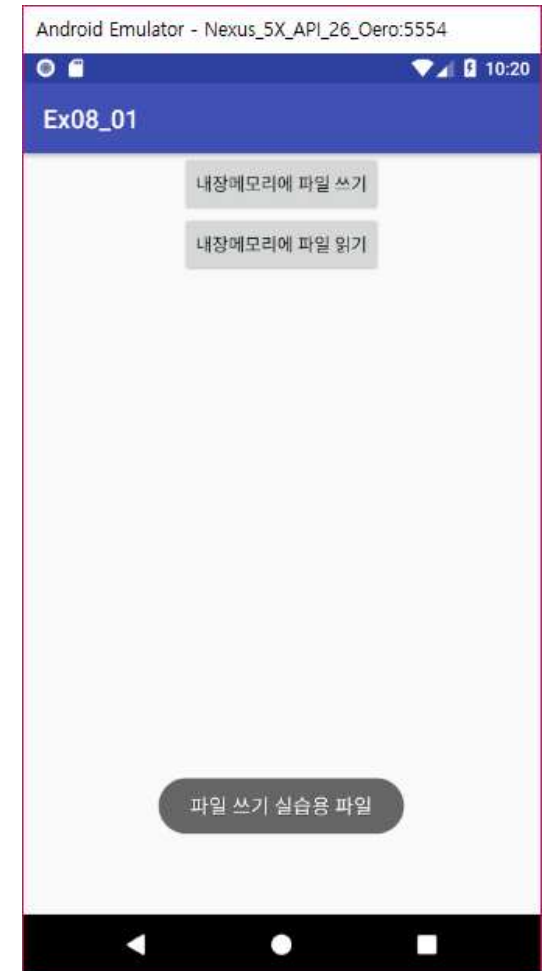 Android Emulator - Nexus_5X_API_26_Oero:5554
10:20
Ex08_01
내장메모리에 파일 쓰기
내장메모리에 파일 읽기
파일 쓰기 실습용 파일